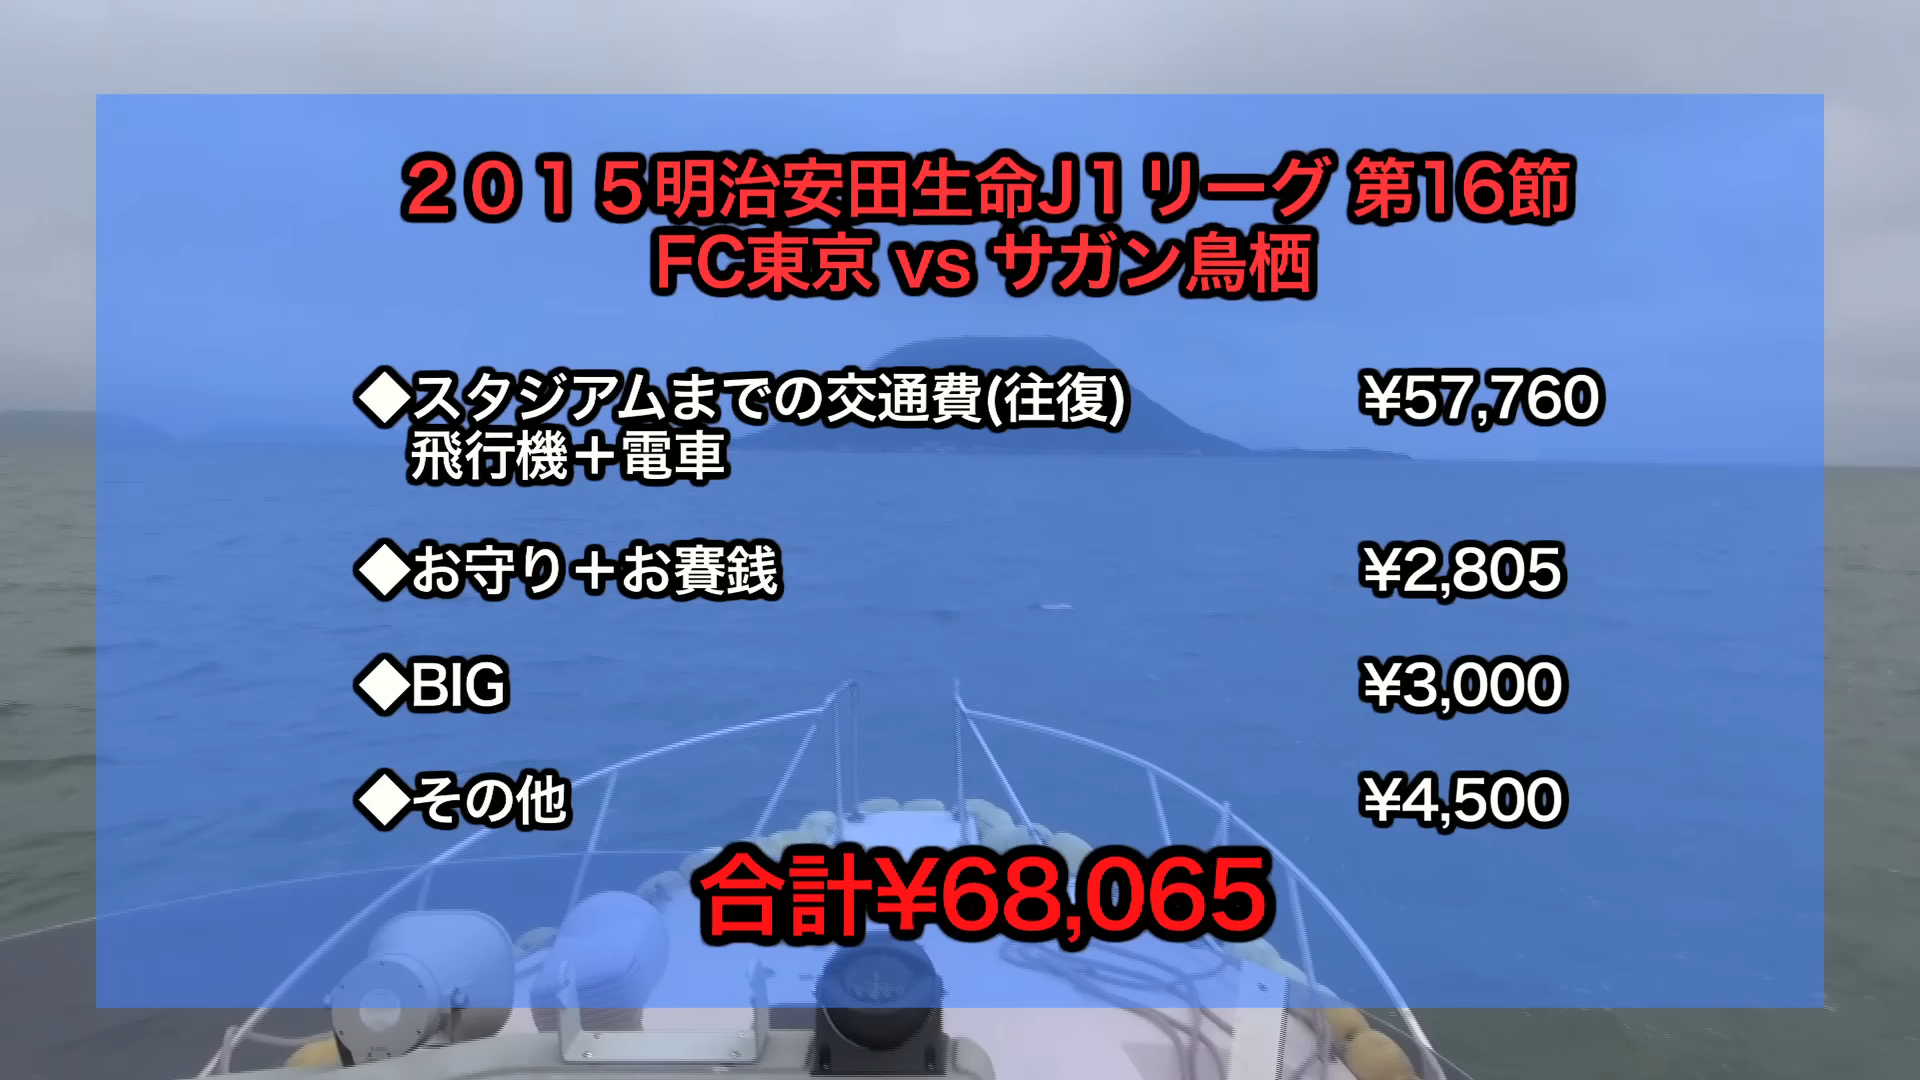 ２０１５明治安田生命J１リーグ 第16節
FC東京 vs サガン鳥栖
◆スタジアムまでの交通費(往復) ¥57,760
飛行機＋電車
◆お守り＋お賽銭 ¥2,805
◆BIG ¥3,000
◆その他 ¥4,500
合計¥68,065